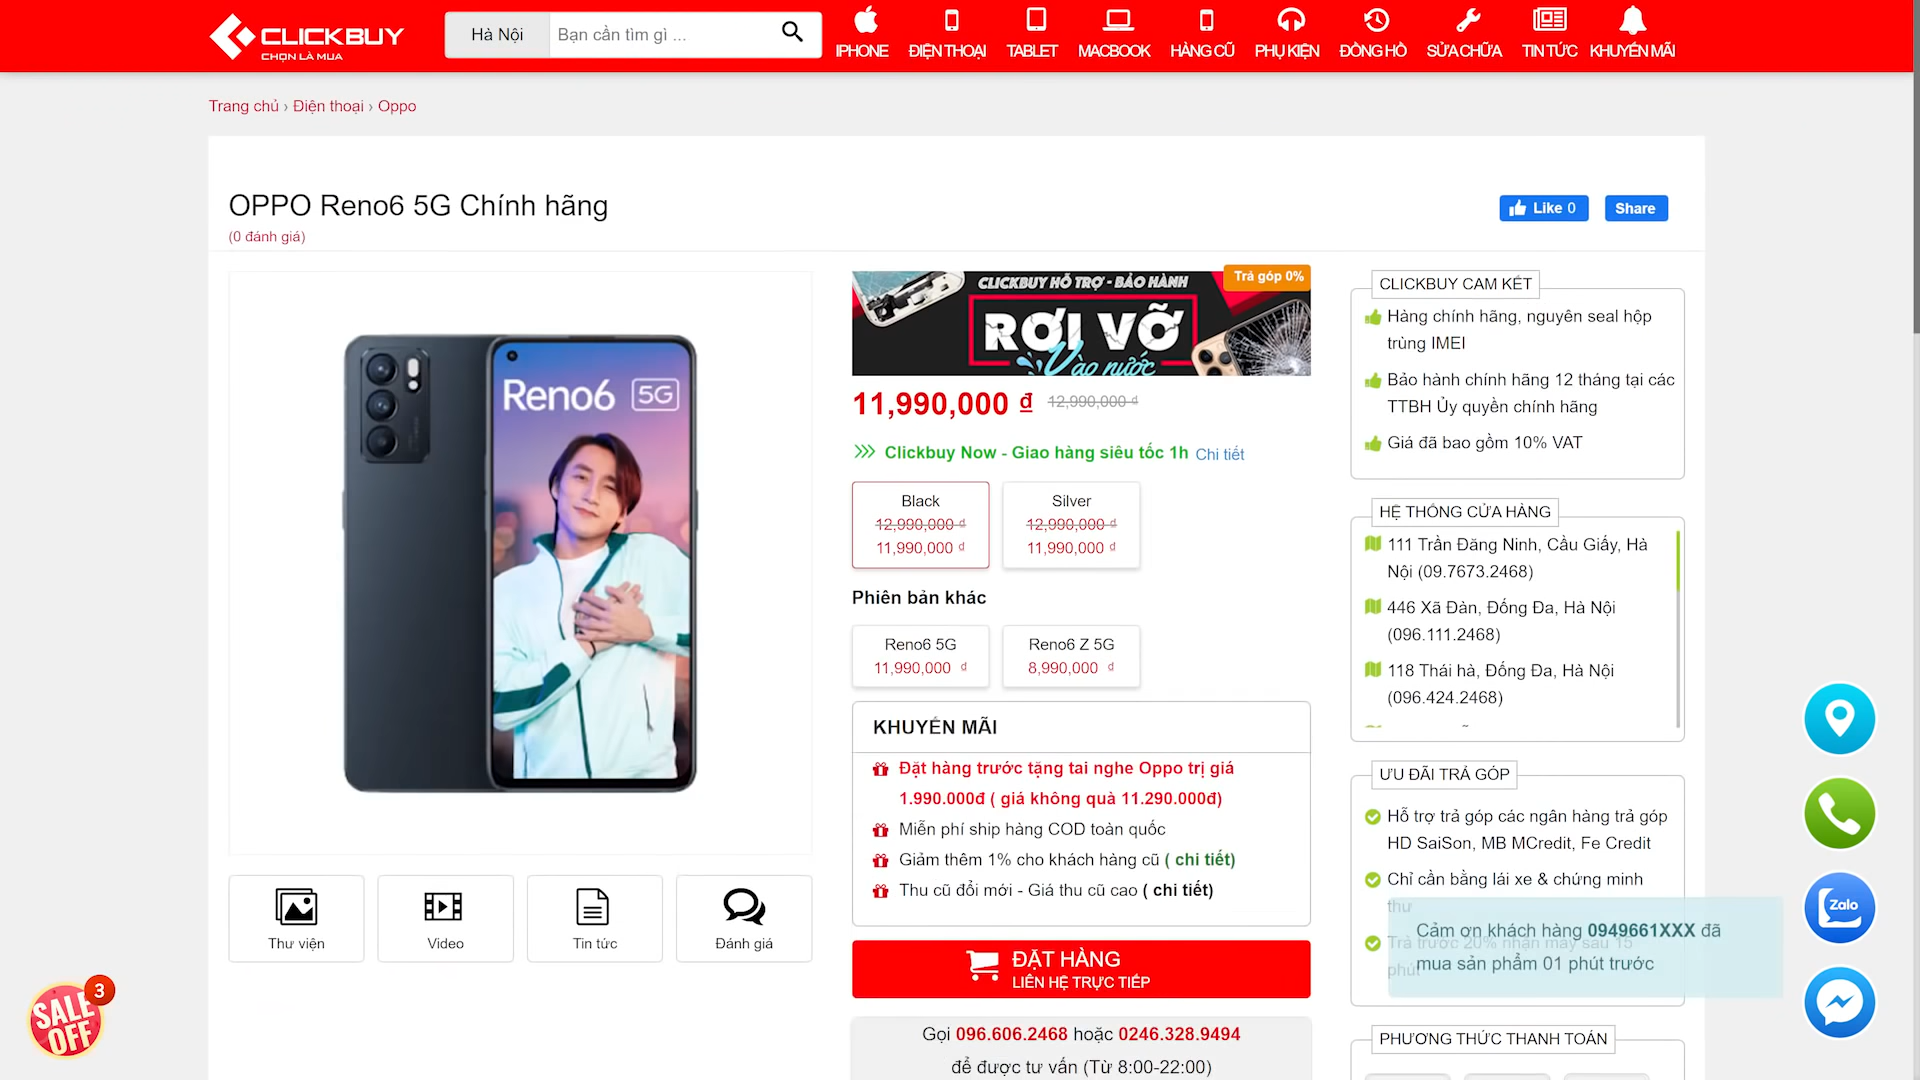 CLICKBUY
CHỌN LÀ MUA
Hà Nội
Bạn cần tìm gì ...
IPHONE
ĐIỆN THOẠI
TABLET
MACBOOK
HÀNG CŨ
PHỤ KIỆN
ĐỒNG HỒ
SỬA CHỮA
TIN TỨC
KHUYẾN MÃI
Trang chủ › Điện thoại › Oppo
OPPO Reno6 5G Chính hãng
(0 đánh giá)
Like 0
Share
Reno6 5G
Thư viện
Video
Tin tức
Đánh giá
SALE OFF
3
CLICKBUY HỖ TRỢ - BẢO HÀNH
Trả góp 0%
RƠI VỠ
Vào nước
11,990,000 ₫ 12,990,000 ₫
Clickbuy Now - Giao hàng siêu tốc 1h Chi tiết
Black
12,990,000 ₫
11,990,000 ₫
Silver
12,990,000 ₫
11,990,000 ₫
Phiên bản khác
Reno6 5G
11,990,000 ₫
Reno6 Z 5G
8,990,000 ₫
KHUYẾN MÃI
Đặt hàng trước tặng tai nghe Oppo trị giá
1.990.000đ ( giá không quà 11.290.000đ)
Miễn phí ship hàng COD toàn quốc
Giảm thêm 1% cho khách hàng cũ ( chi tiết)
Thu cũ đổi mới - Giá thu cũ cao ( chi tiết)
ĐẶT HÀNG
LIÊN HỆ TRỰC TIẾP
Gọi 096.606.2468 hoặc 0246.328.9494
để được tư vấn (Từ 8:00-22:00)
CLICKBUY CAM KẾT
Hàng chính hãng, nguyên seal hộp
trùng IMEI
Bảo hành chính hãng 12 tháng tại các
TTBH Ủy quyền chính hãng
Giá đã bao gồm 10% VAT
HỆ THỐNG CỬA HÀNG
111 Trần Đăng Ninh, Cầu Giấy, Hà
Nội (09.7673.2468)
446 Xã Đàn, Đống Đa, Hà Nội
(096.111.2468)
118 Thái hà, Đống Đa, Hà Nội
(096.424.2468)
ƯU ĐÃI TRẢ GÓP
Hỗ trợ trả góp các ngân hàng trả góp
HD SaiSon, MB MCredit, Fe Credit
Chỉ cần bằng lái xe & chứng minh
thư
Trả trước 20% nhận máy sau 15
phút
Cảm ơn khách hàng 0949661XXX đã
mua sản phẩm 01 phút trước
PHƯƠNG THỨC THANH TOÁN
Zalo